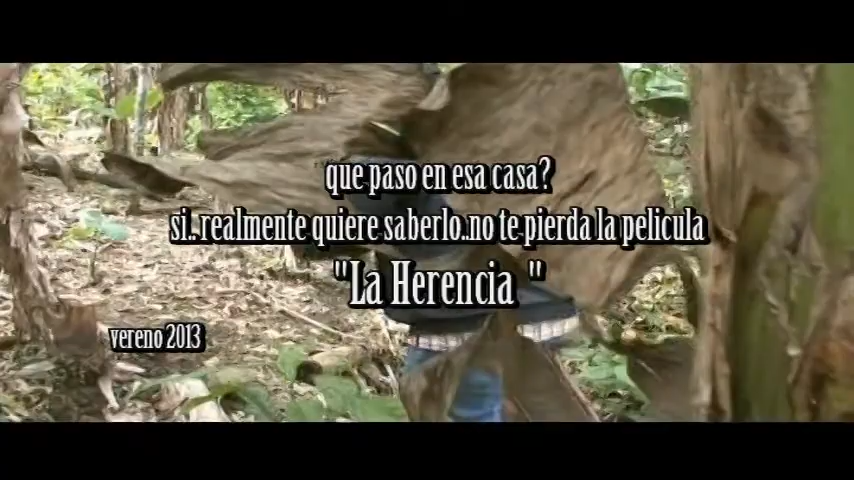 que paso en esa casa?
si..realmente quiere saberlo..no te pierda la pelicula
"La Herencia "
vereno 2013